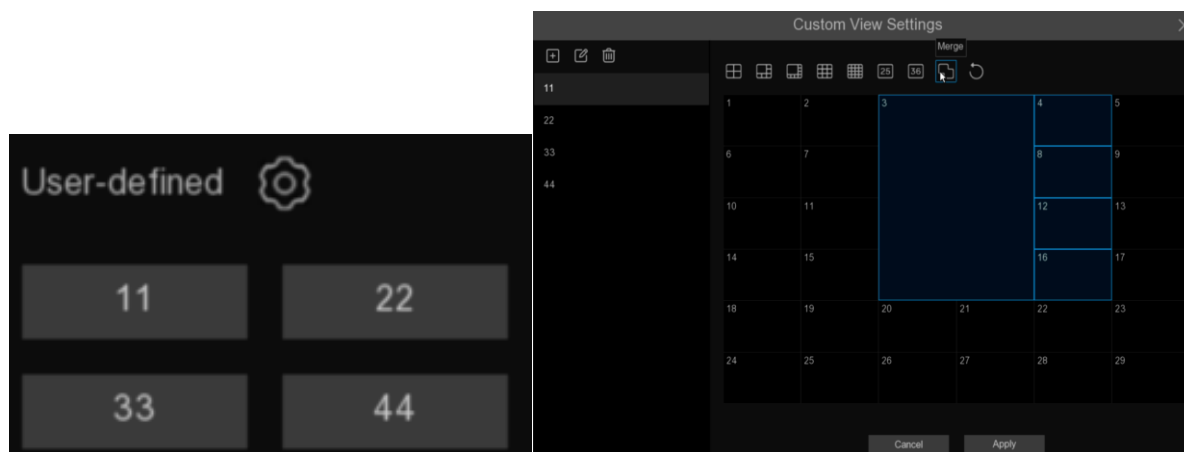 User-defined
11 22
33 44
Custom View Settings
Merge
25 36
11
22
33
44
1 2 3 4 5
6 7 8 9
10 11 12 13
14 15 16 17
18 19 20 21 22 23
24 25 26 27 28 29
Cancel Apply